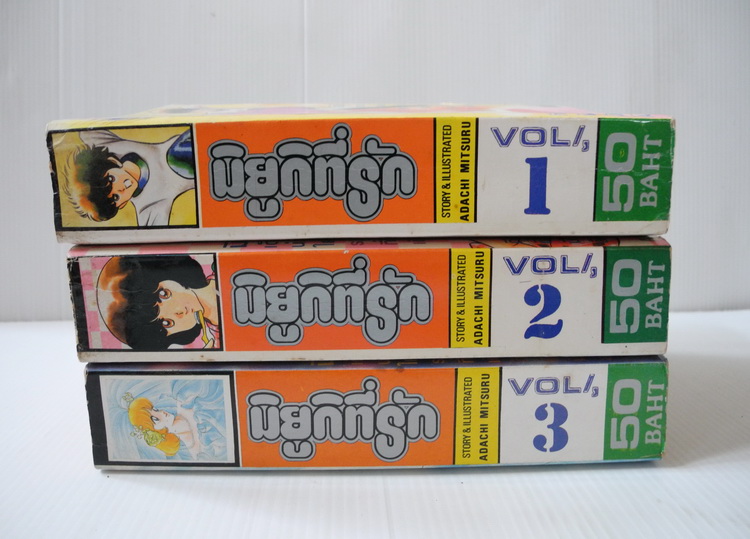 มิยูกิที่รัก
STORY & ILLUSTRATED
ADACHI MITSURU
VOL/,
1
50
BAHT
มิยูกิที่รัก
STORY & ILLUSTRATED
ADACHI MITSURU
VOL/,
2
50
BAHT
มิยูกิที่รัก
STORY & ILLUSTRATED
ADACHI MITSURU
VOL/,
3
50
BAHT